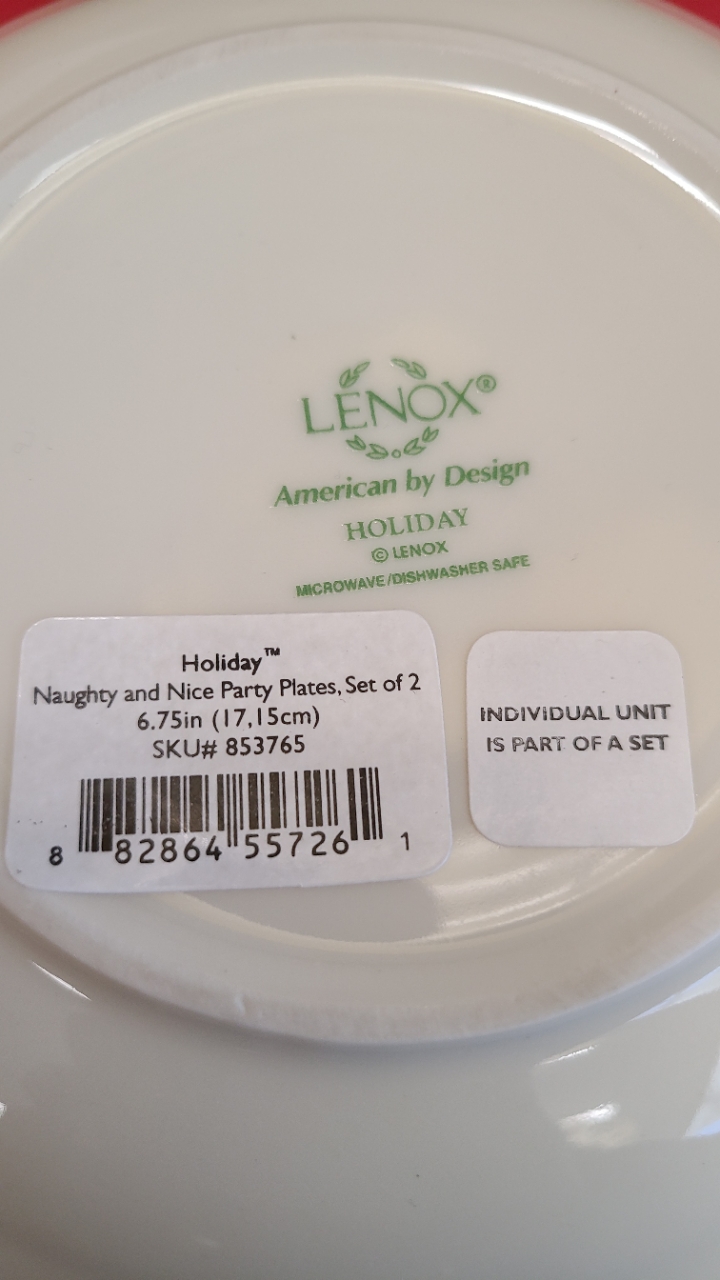 LENOX®
American by Design
HOLIDAY
© LENOX
MICROWAVE/DISHWASHER SAFE
Holiday™
Naughty and Nice Party Plates, Set of 2
6.75in (17,15cm)
SKU# 853765
8 82864 55726 1
INDIVIDUAL UNIT
IS PART OF A SET